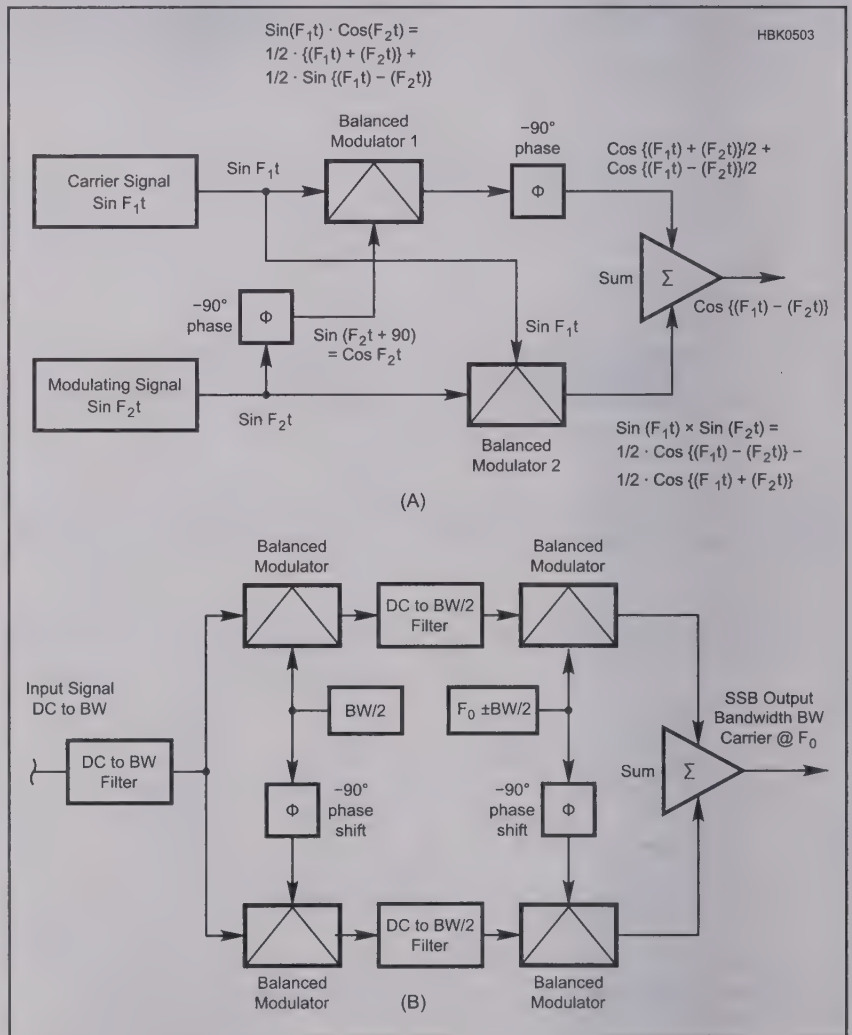 HBK0503
Sin(F₁t) · Cos(F₂t) =
1/2 · {(F₁t) + (F₂t)} +
1/2 · Sin {(F₁t) − (F₂t)}
Balanced
Modulator 1
−90°
phase
Cos {(F₁t) + (F₂t)}/2 +
Cos {(F₁t) − (F₂t)}/2
Carrier Signal
Sin F₁t
Sin F₁t
Φ
Sum
Σ
Cos {(F₁t) − (F₂t)}
−90°
phase
Φ
Sin (F₂t + 90)
= Cos F₂t
Sin F₁t
Modulating Signal
Sin F₂t
Sin F₂t
Balanced
Modulator 2
Sin (F₁t) × Sin (F₂t) =
1/2 · Cos {(F₁t) − (F₂t)} −
1/2 · Cos {(F ₁t) + (F₂t)}
(A)
Balanced
Modulator
Balanced
Modulator
DC to BW/2
Filter
Input Signal
DC to BW
BW/2
F₀ ±BW/2
SSB Output
Bandwidth BW
Carrier @ F₀
DC to BW
Filter
Sum
Σ
Φ
−90°
phase
shift
−90°
phase
shift
Φ
DC to BW/2
Filter
Balanced
Modulator
Balanced
Modulator
(B)